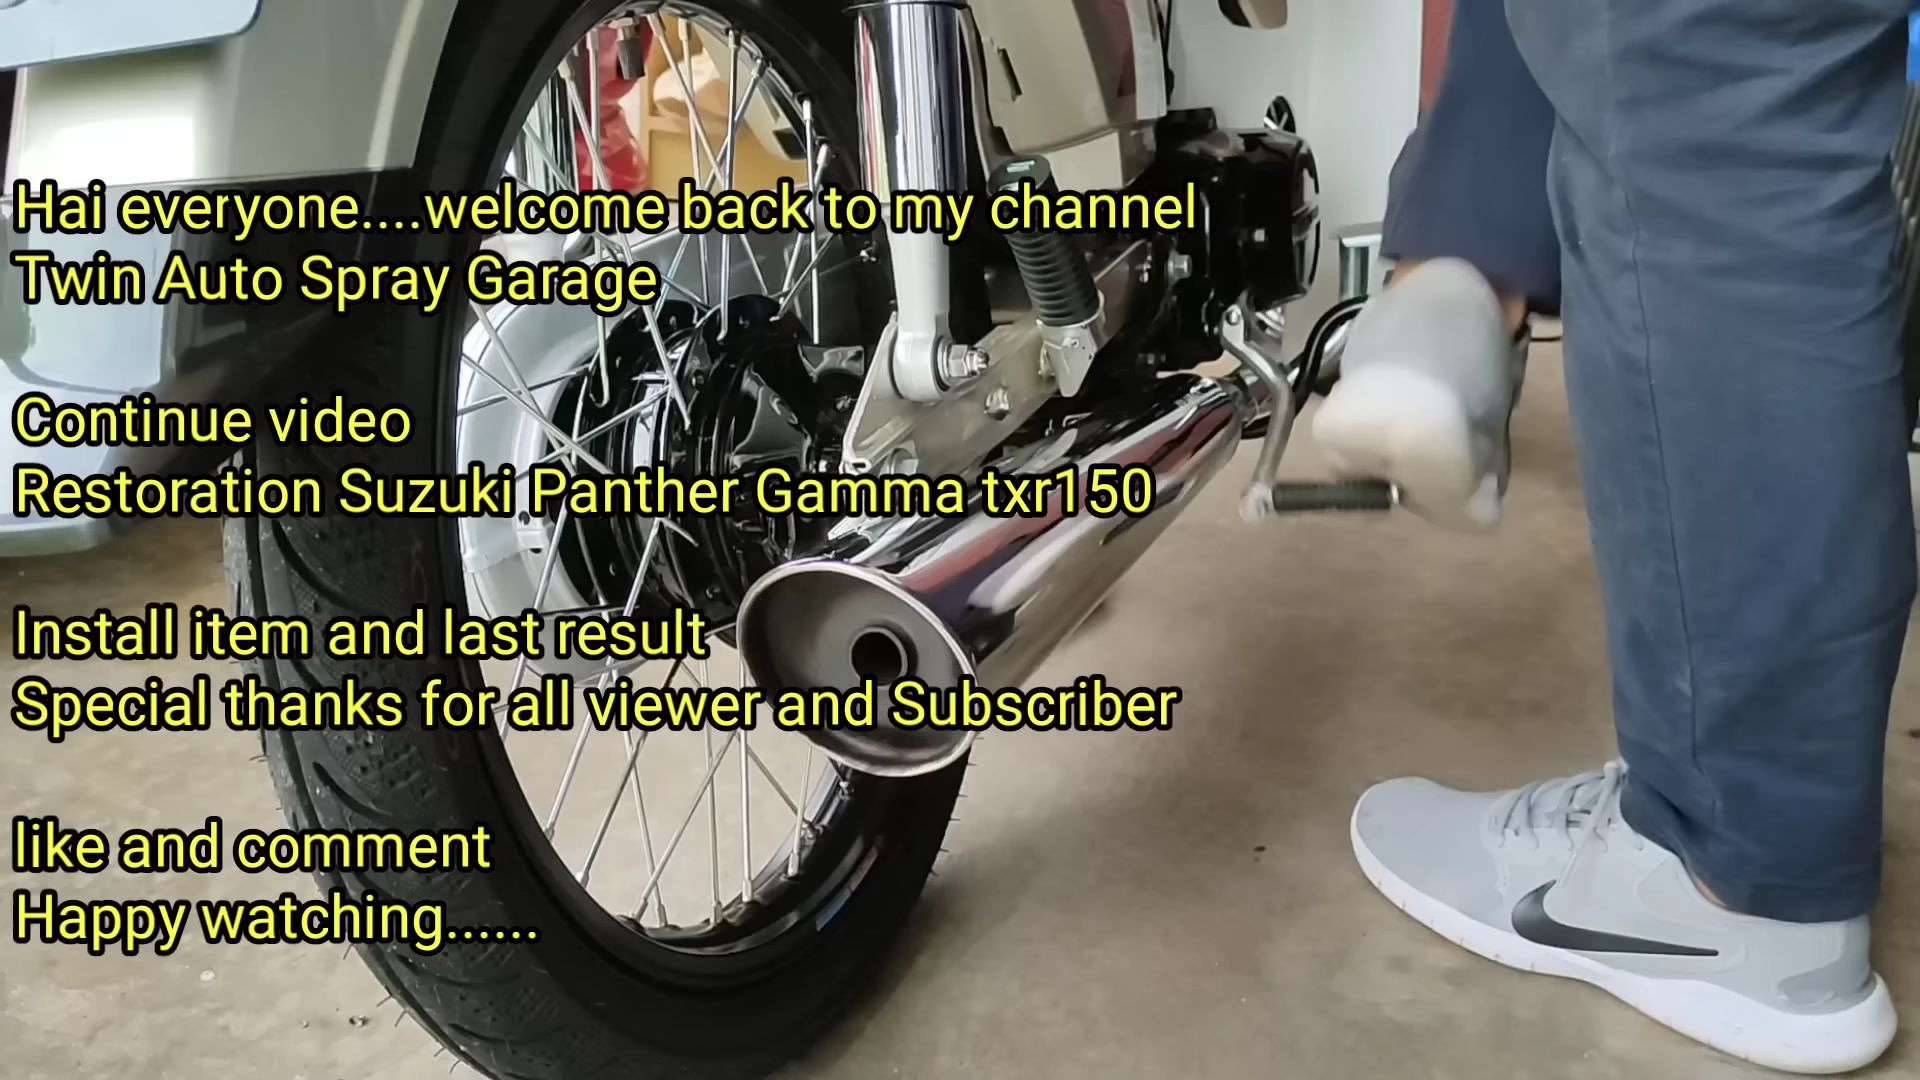 Hai everyone....welcome back to my channel
Twin Auto Spray Garage
Continue video
Restoration Suzuki Panther Gamma txr150
Install item and last result
Special thanks for all viewer and Subscriber
like and comment
Happy watching......